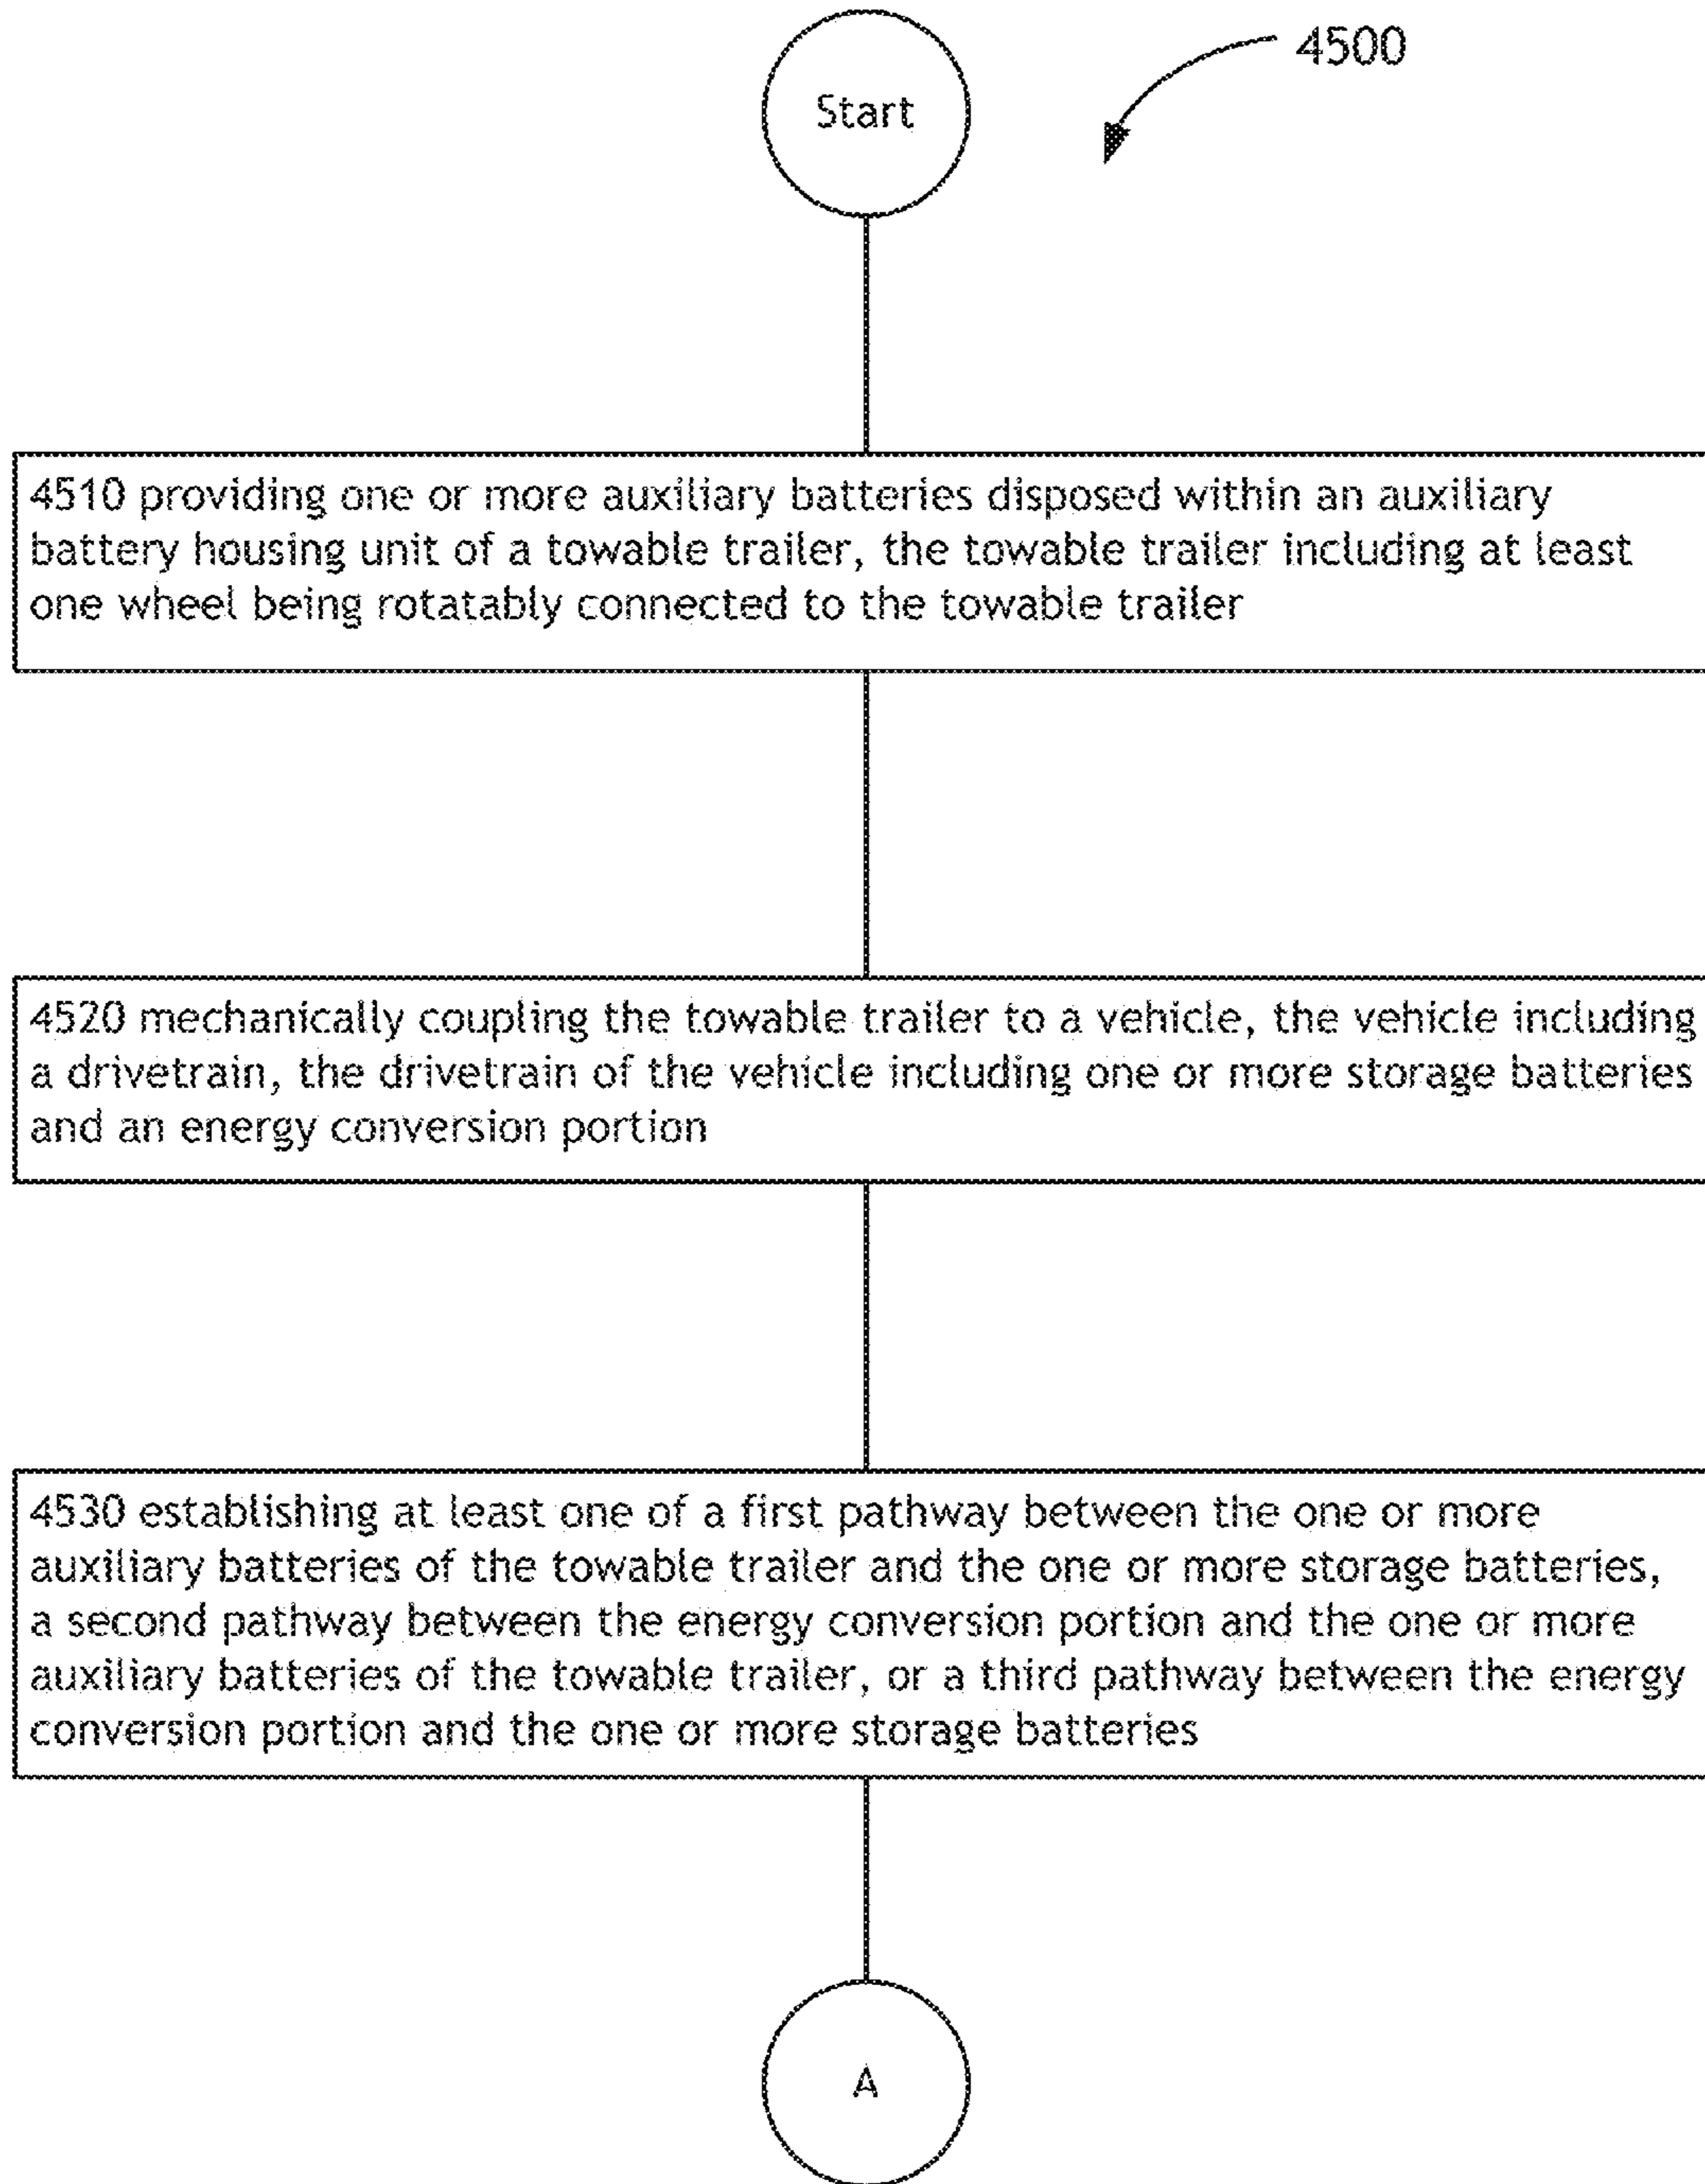 Start
4500
4510 providing one or more auxiliary batteries disposed within an auxiliary
battery housing unit of a towable trailer, the towable trailer including at least
one wheel being rotatably connected to the towable trailer
4520 mechanically coupling the towable trailer to a vehicle, the vehicle including
a drivetrain, the drivetrain of the vehicle including one or more storage batteries
and an energy conversion portion
4530 establishing at least one of a first pathway between the one or more
auxiliary batteries of the towable trailer and the one or more storage batteries,
a second pathway between the energy conversion portion and the one or more
auxiliary batteries of the towable trailer, or a third pathway between the energy
conversion portion and the one or more storage batteries
A